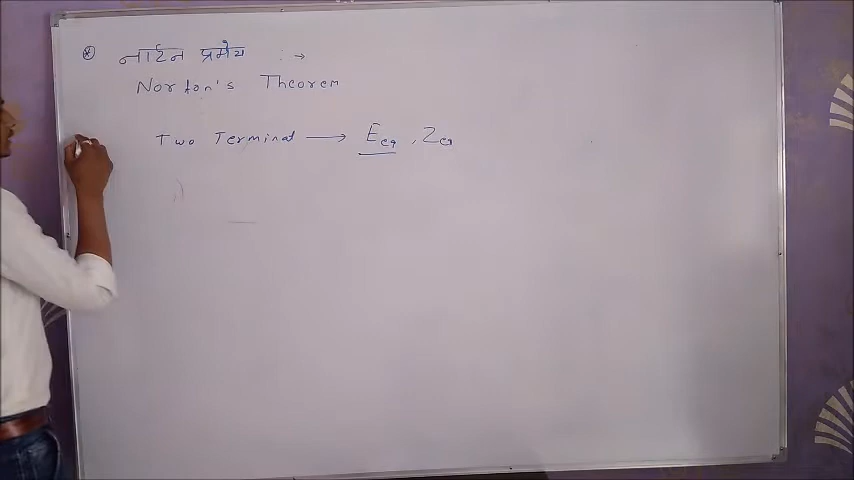 * नार्टन प्रमेय :→
Norton's Theorem
Two Terminal → Eeq , Zeq